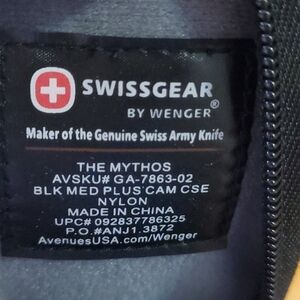 SWISSGEAR
BY WENGER®
Maker of the Genuine Swiss Army Knife
THE MYTHOS
AVSKU# GA-7863-02
BLK MED PLUS CAM CSE
NYLON
MADE IN CHINA
UPC# 092837786325
P.O.#ANJ1.3872
AvenuesUSA.com/Wenger